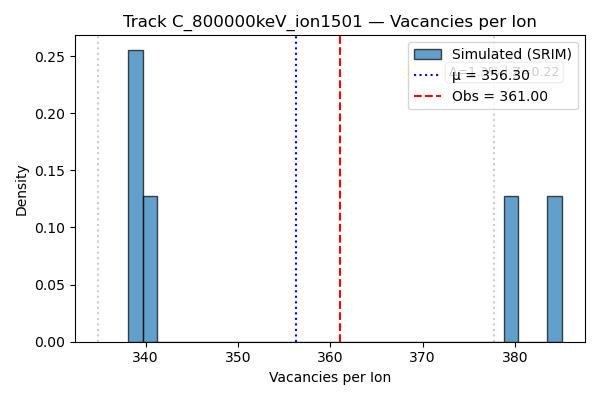 Track C_800000keV_ion1501 — Vacancies per Ion
Simulated (SRIM)
μ = 356.30
Obs = 361.00
0.25
0.20
0.15
0.10
0.05
0.00
Density
340
350
360
370
380
Vacancies per Ion